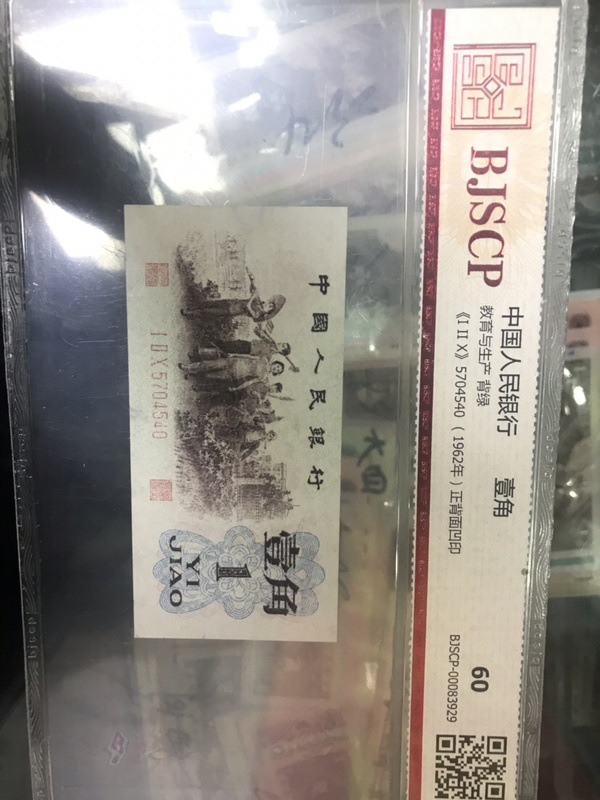 BJSCP
中国人民银行 壹角
教育与生产 背绿
《I II X》5704540（1962年）正背面凹印
60
BJSCP-00083929
中國人民銀行
I II X 5704540
壹角
1
YI
JIAO